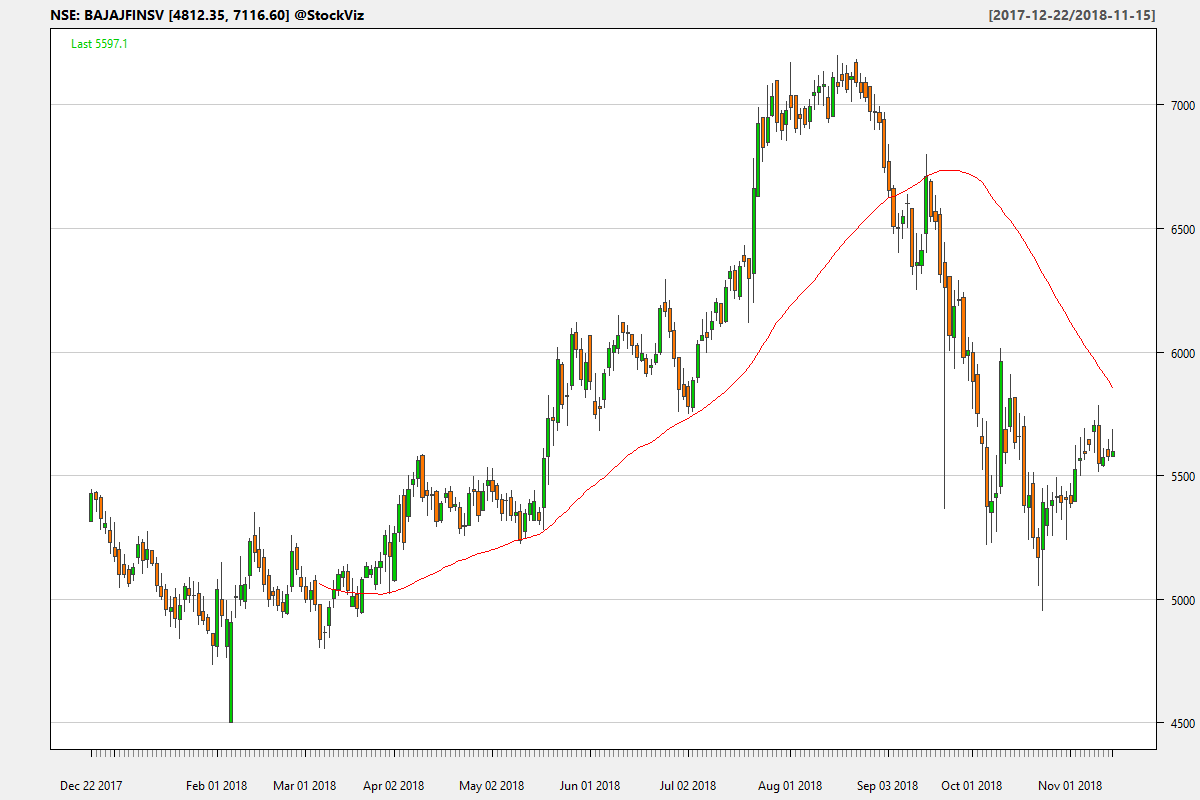 NSE: BAJAJFINSV [4812.35, 7116.60] @StockViz
[2017-12-22/2018-11-15]
Last 5597.1
7000
6500
6000
5500
5000
4500
Dec 22 2017 Feb 01 2018 Mar 01 2018 Apr 02 2018 May 02 2018 Jun 01 2018 Jul 02 2018 Aug 01 2018 Sep 03 2018 Oct 01 2018 Nov 01 2018